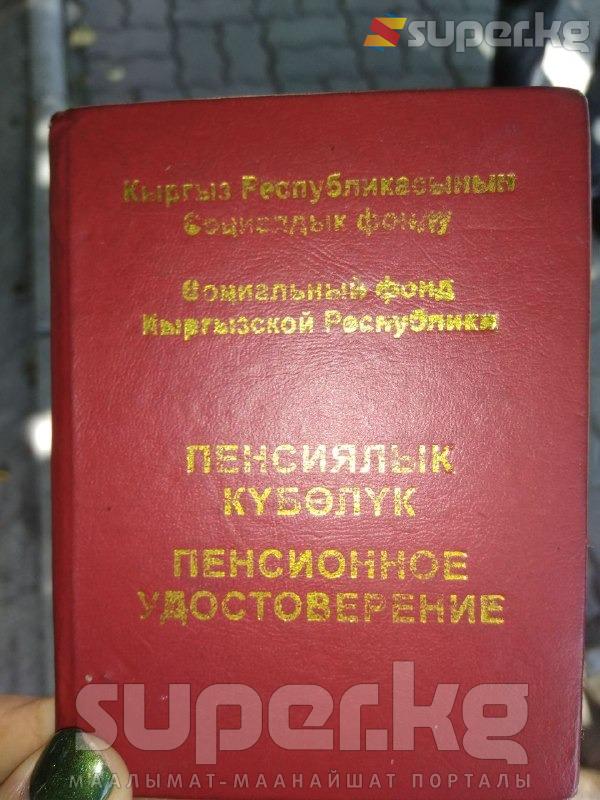 super.kg
Кыргыз Республикасынын
Социалдык фонду
Социальный фонд
Кыргызской Республики
ПЕНСИЯЛЫК
КҮБӨЛҮК
ПЕНСИОННОЕ
УДОСТОВЕРЕНИЕ
super.kg
МААЛЫМАТ-МААНАЙШАТ ПОРТАЛЫ